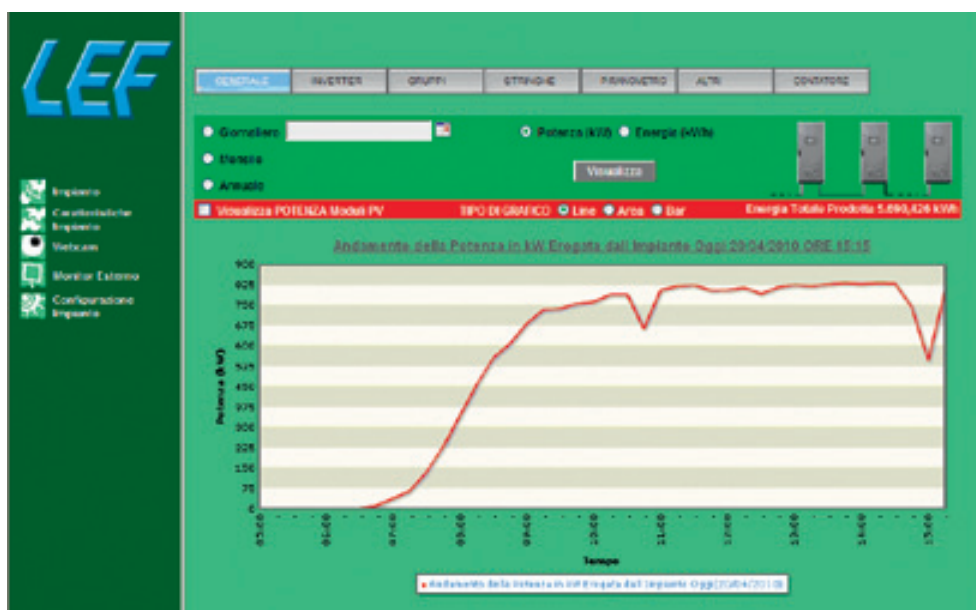 LEF
GENERALE INVERTER GRUPPI STRINGHE PIRANOMETRO ALTRI CONTATORE
Giornaliero Potenza (kW) Energia (kWh)
Mensile
Annuale
Visualizza
Visualizza POTENZA Moduli PV TIPO DI GRAFICO Line Area Bar Energia Totale Prodotta 5.690,426 kWh
Impianto
Caratteristiche
Impianto
Webcam
Monitor Esterno
Configurazione
Impianto
Andamento della Potenza in kW Erogata dall Impianto Oggi 20/04/2010 ORE 15:15
Potenza (kW)
900
825
750
675
600
525
450
375
300
225
150
75
0
05:00 06:00 07:00 08:00 09:00 10:00 11:00 12:00 13:00 14:00 15:00
Tempo
Andamento della Potenza in kW Erogata dall Impianto Oggi(20/04/2010)